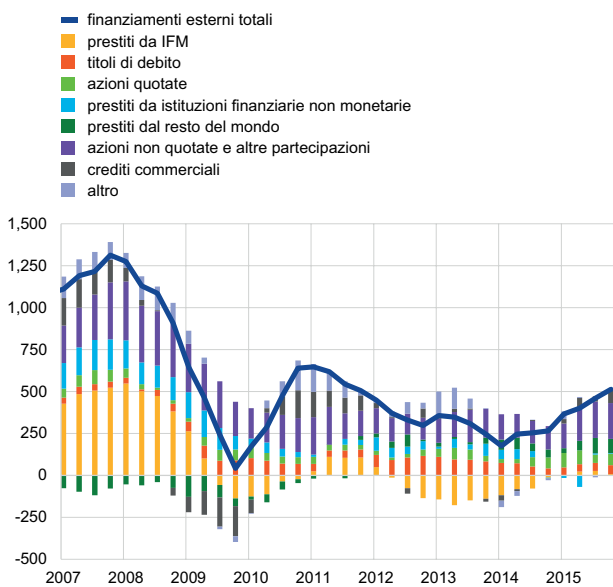 finanziamenti esterni totali
prestiti da IFM
titoli di debito
azioni quotate
prestiti da istituzioni finanziarie non monetarie
prestiti dal resto del mondo
azioni non quotate e altre partecipazioni
crediti commerciali
altro
1,500
1,250
1,000
750
500
250
0
-250
-500
2007 2008 2009 2010 2011 2012 2013 2014 2015